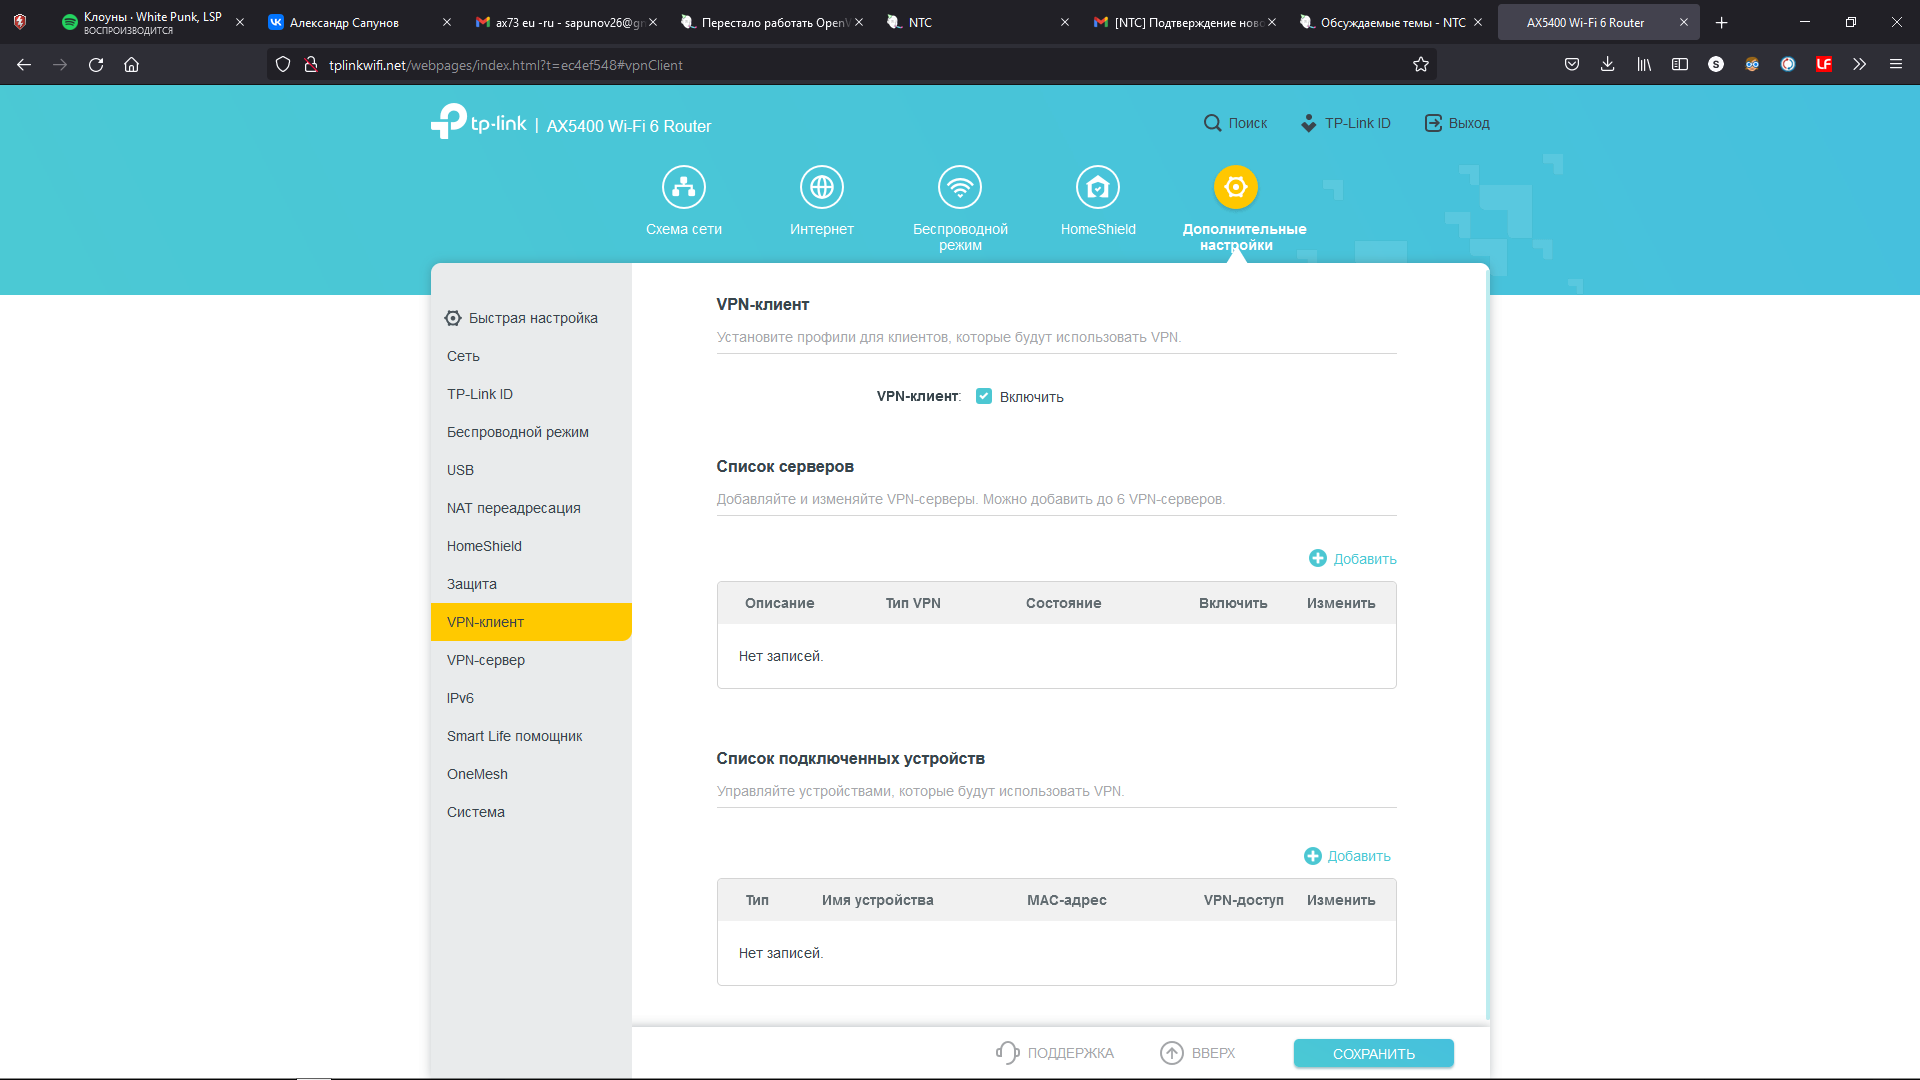 Клоуны · White Punk, LSP
ВОСПРОИЗВОДИТСЯ
Александр Сапунов
ax73 eu -ru - sapunov26@g
Перестало работать Open
NTC
[NTC] Подтверждение ново
Обсуждаемые темы - NTC
AX5400 Wi-Fi 6 Router
tplinkwifi.net/webpages/index.html?t=ec4ef548#vpnClient
S
LF
tp-link | AX5400 Wi-Fi 6 Router
Поиск
TP-Link ID
Выход
Схема сети
Интернет
Беспроводной режим
HomeShield
Дополнительные настройки
Быстрая настройка
Сеть
TP-Link ID
Беспроводной режим
USB
NAT переадресация
HomeShield
Защита
VPN-клиент
VPN-сервер
IPv6
Smart Life помощник
OneMesh
Система
VPN-клиент
Установите профили для клиентов, которые будут использовать VPN.
VPN-клиент: Включить
Список серверов
Добавляйте и изменяйте VPN-серверы. Можно добавить до 6 VPN-серверов.
Добавить
Описание Тип VPN Состояние Включить Изменить
Нет записей.
Список подключенных устройств
Управляйте устройствами, которые будут использовать VPN.
Добавить
Тип Имя устройства MAC-адрес VPN-доступ Изменить
Нет записей.
ПОДДЕРЖКА
ВВЕРХ
СОХРАНИТЬ